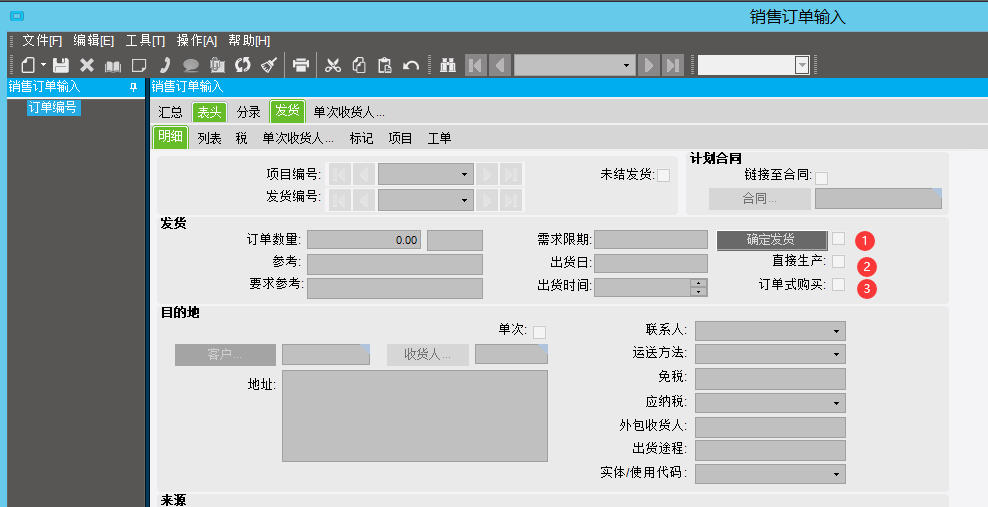 销售订单输入
文件[F] 编辑[E] 工具[T] 操作[A] 帮助[H]
销售订单输入
订单编号
销售订单输入
汇总 表头 分录 发货 单次收货人...
明细 列表 税 单次收货人... 标记 项目 工单
项目编号:
发货编号:
未结发货:
计划合同
链接至合同:
合同...
发货
订单数量: 0.00
参考:
要求参考:
需求限期:
出货日:
出货时间:
确定发货 1
直接生产: 2
订单式购买: 3
目的地
单次:
客户...
收货人...
地址:
联系人:
运送方法:
免税:
应纳税:
外包收货人:
出货途程:
实体/使用代码:
来源